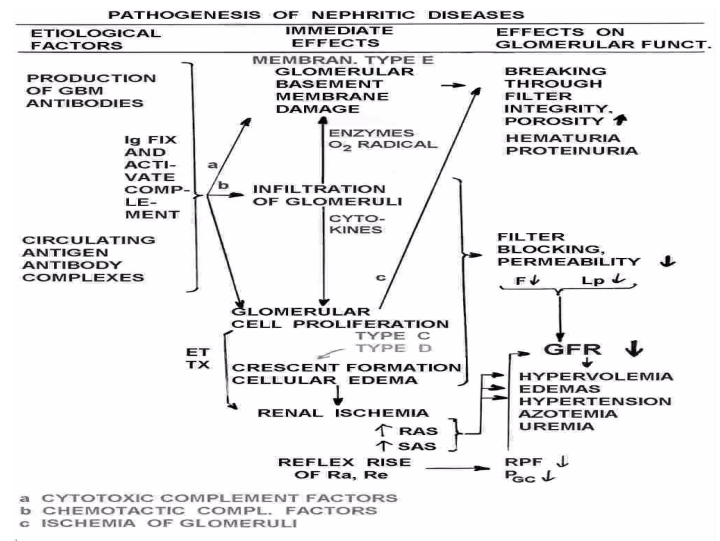 PATHOGENESIS OF NEPHRITIC DISEASES
ETIOLOGICAL
FACTORS
IMMEDIATE
EFFECTS
EFFECTS ON
GLOMERULAR FUNCT.
PRODUCTION
OF GBM
ANTIBODIES
Ig FIX
AND
ACTI-
VATE
COMP-
LE-
MENT
CIRCULATING
ANTIGEN
ANTIBODY
COMPLEXES
a
b
c
MEMBRAN. TYPE E
GLOMERULAR
BASEMENT
MEMBRANE
DAMAGE
ENZYMES
O2 RADICAL
INFILTRATION
OF GLOMERULI
CYTO-
KINES
GLOMERULAR
CELL PROLIFERATION
TYPE C
TYPE D
ET
TX
CRESCENT FORMATION
CELLULAR EDEMA
RENAL ISCHEMIA
↑ RAS
↑ SAS
REFLEX RISE
OF Ra, Re
BREAKING
THROUGH
FILTER
INTEGRITY,
POROSITY ↑
HEMATURIA
PROTEINURIA
FILTER
BLOCKING,
PERMEABILITY ↓
F↓ Lp ↓
GFR ↓
HYPERVOLEMIA
EDEMAS
HYPERTENSION
AZOTEMIA
UREMIA
RPF ↓
PGC ↓
a CYTOTOXIC COMPLEMENT FACTORS
b CHEMOTACTIC COMPL. FACTORS
c ISCHEMIA OF GLOMERULI